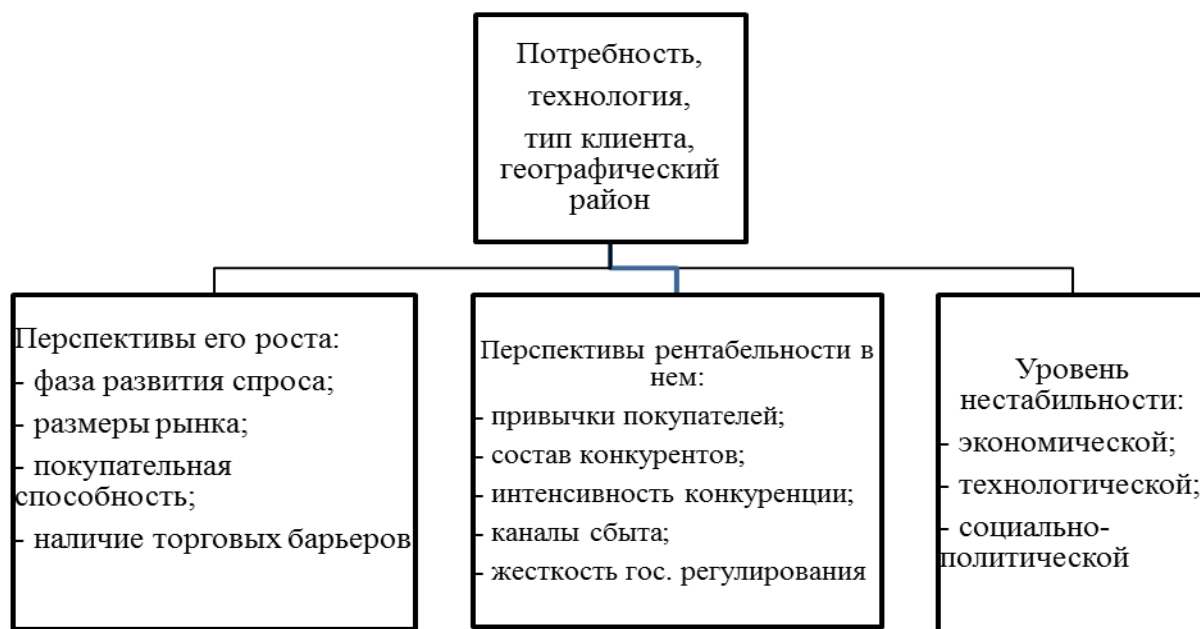 Потребность,
технология,
тип клиента,
географический
район
Перспективы его роста:
- фаза развития спроса;
- размеры рынка;
- покупательная
способность;
- наличие торговых барьеров
Перспективы рентабельности в
нем:
- привычки покупателей;
- состав конкурентов;
- интенсивность конкуренции;
- каналы сбыта;
- жесткость гос. регулирования
Уровень
нестабильности:
- экономической;
- технологической;
- социально-
политической